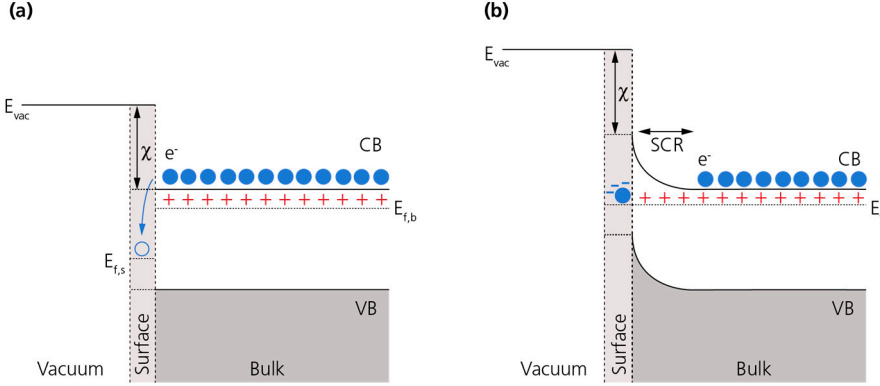 (a)
E_vac
χ
e-
CB
+ + + + + + + + + + + +
E_f,b
E_f,s
VB
Vacuum
Surface
Bulk
(b)
E_vac
χ
SCR
e-
CB
+ + + + + + + + + + + +
E
VB
Vacuum
Surface
Bulk